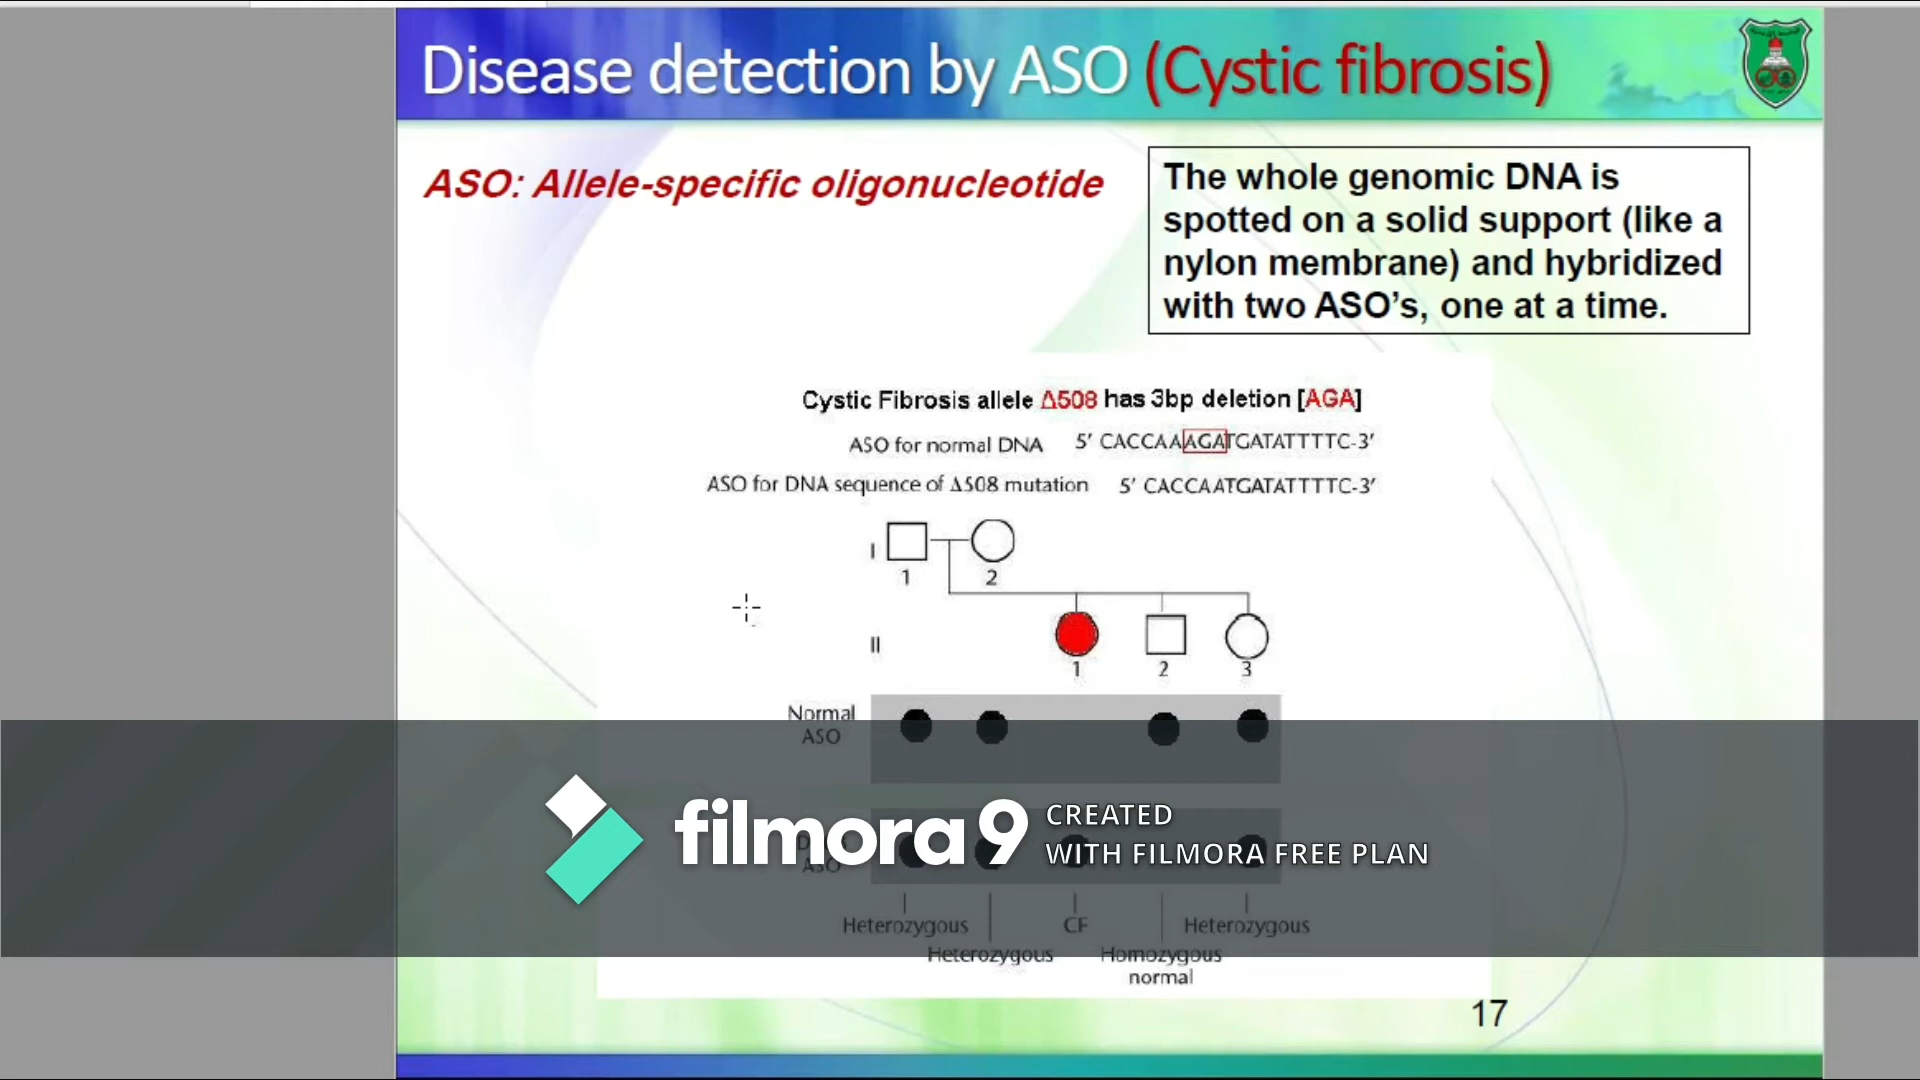 Disease detection by ASO (Cystic fibrosis)
ASO: Allele-specific oligonucleotide
The whole genomic DNA is
spotted on a solid support (like a
nylon membrane) and hybridized
with two ASO's, one at a time.
Cystic Fibrosis allele Δ508 has 3bp deletion [AGA]
ASO for normal DNA 5' CACCAAAGATGATATTTTC-3'
ASO for DNA sequence of Δ508 mutation 5' CACCAATGATATTTTC-3'
I
1 2
II
1 2 3
Normal
ASO
ASO
filmora9 CREATED
WITH FILMORA FREE PLAN
Heterozygous CF Heterozygous
Heterozygous Homozygous
normal
17